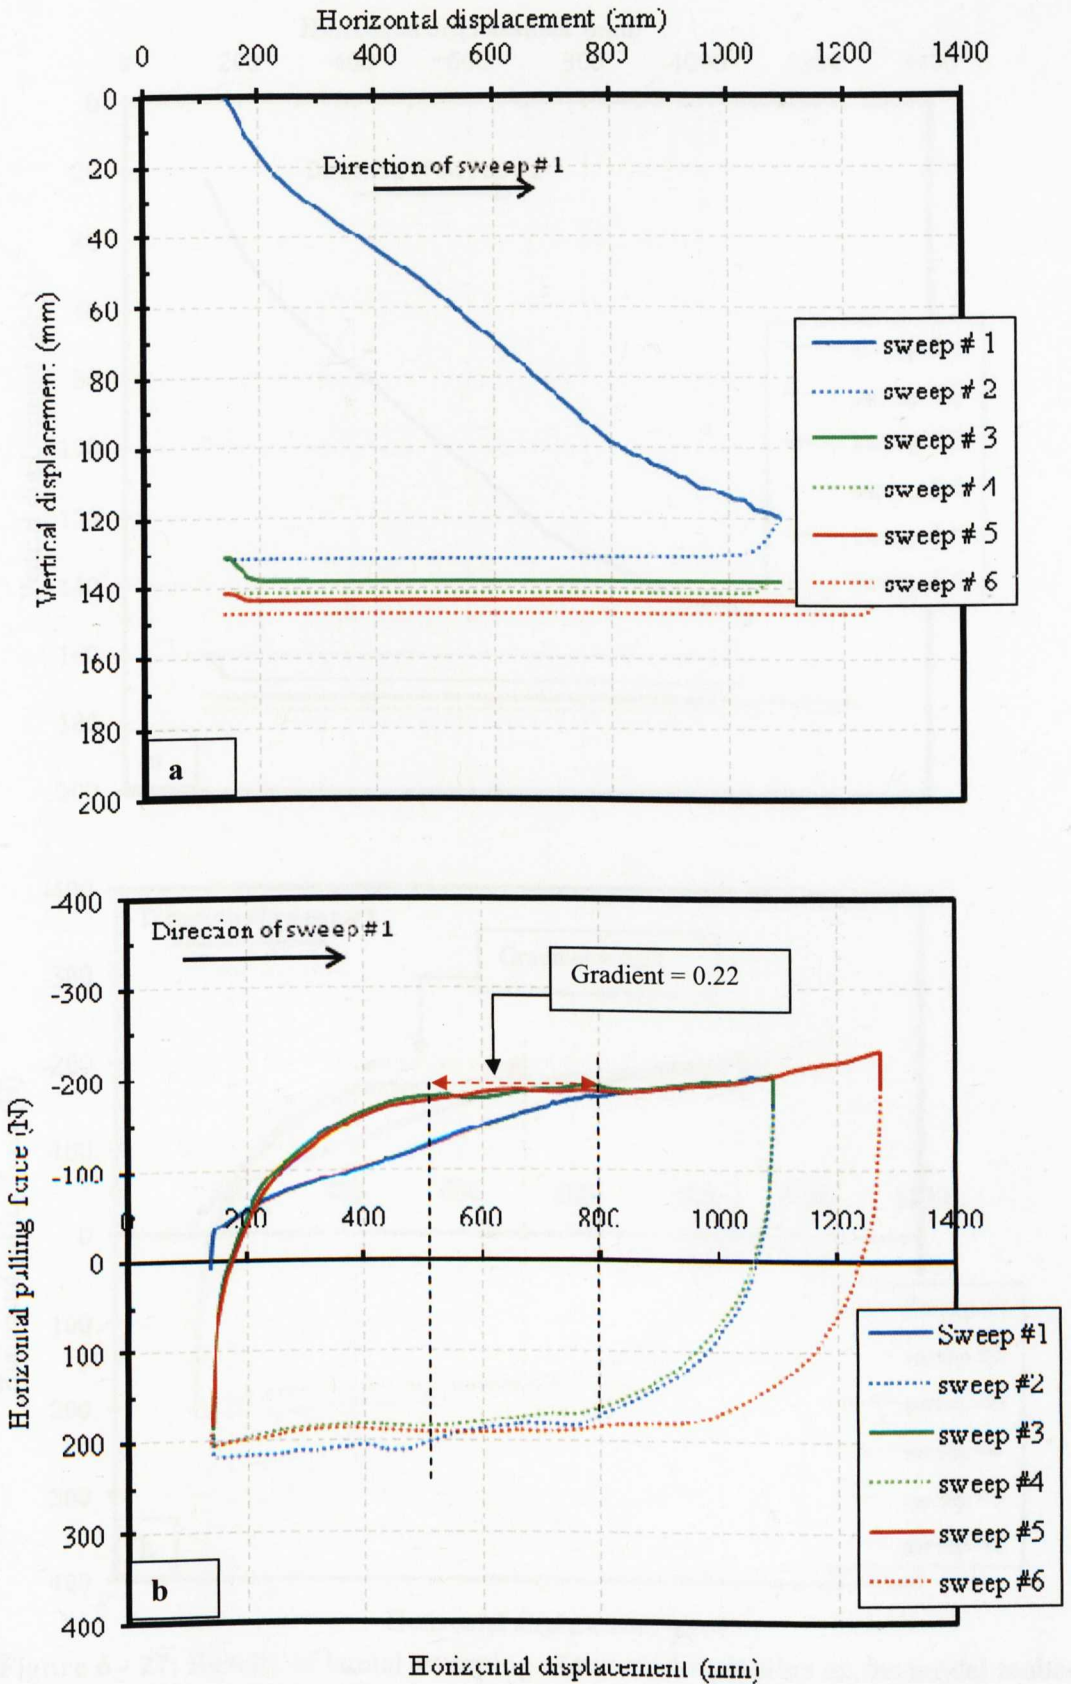 Horizontal displacement (mm)
0 200 400 600 800 1000 1200 1400
0
20
40
60
80
100
120
140
160
180
200
Vertical displacement (mm)
Direction of sweep #1
sweep # 1
sweep # 2
sweep # 3
sweep # 4
sweep # 5
sweep # 6
a
-400
-300
-200
-100
0
100
200
300
400
Horizontal pulling force (N)
Direction of sweep #1
Gradient = 0.22
0 200 400 600 800 1000 1200 1400
Sweep #1
sweep #2
sweep #3
sweep #4
sweep #5
sweep #6
b
Horizontal displacement (mm)